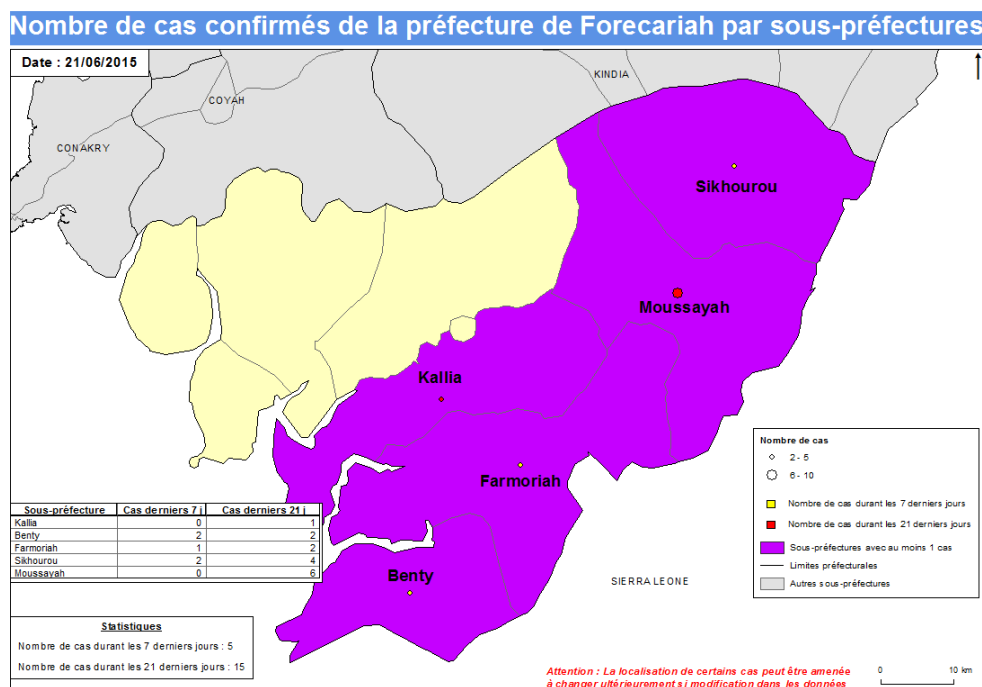 Nombre de cas confirmés de la préfecture de Forecariah par sous-préfectures
Date : 21/06/2015
KINDIA
COYAH
CONAKRY
Sikhourou
Moussayah
Kallia
Farmoriah
Benty
SIERRA LEONE
Nombre de cas
2 - 5
6 - 10
Nombre de cas durant les 7 derniers jours
Nombre de cas durant les 21 derniers jours
Sous-préfectures avec au moins 1 cas
Limites préfecturales
Autres sous-préfectures
Sous-préfecture Cas derniers 7 j Cas derniers 21 j
Kallia 0 1
Benty 2 2
Farmoriah 1 2
Sikhourou 2 4
Moussayah 0 6
Statistiques
Nombre de cas durant les 7 derniers jours : 5
Nombre de cas durant les 21 derniers jours : 15
Attention : La localisation de certains cas peut être amenée
à changer ultérieurement si modification dans les données
0 10 km